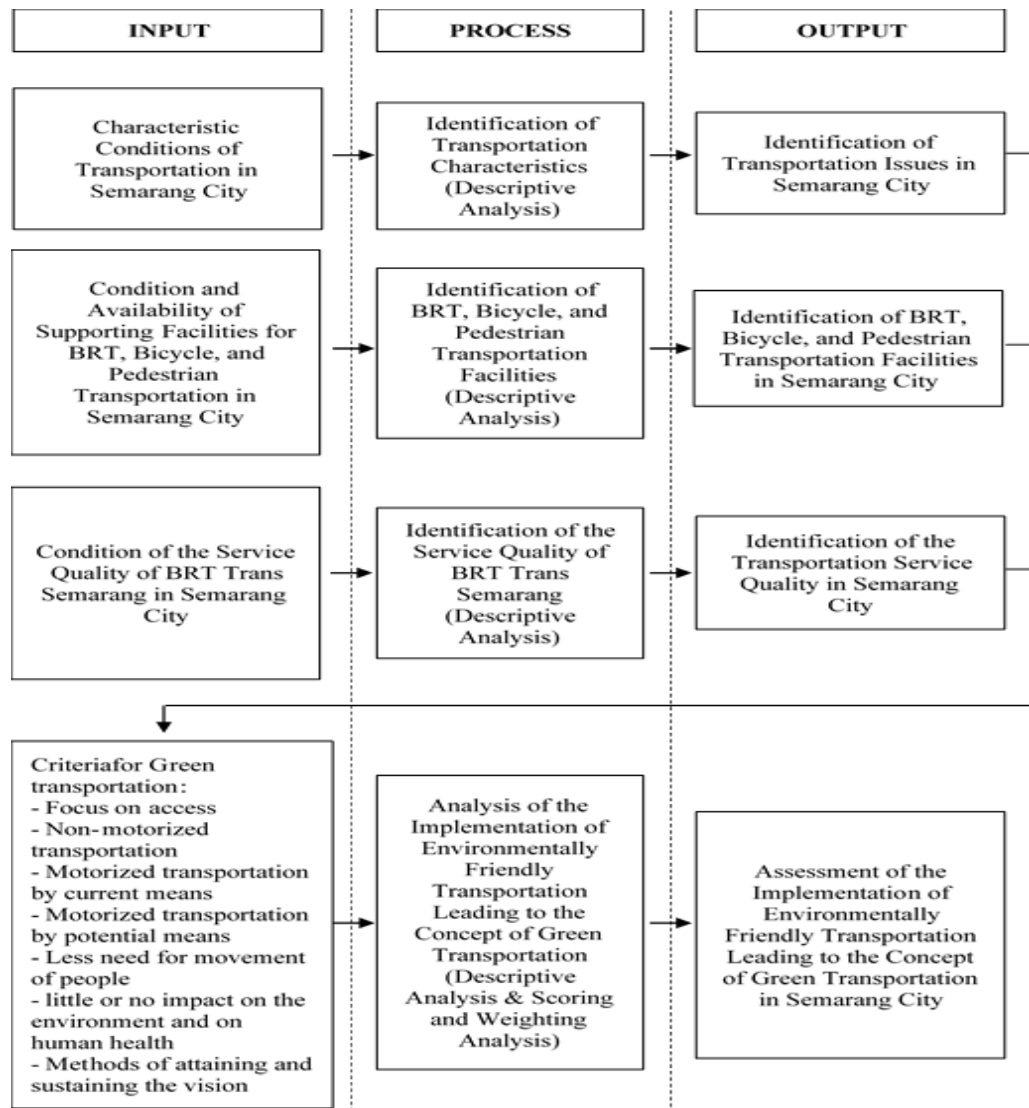 INPUT
PROCESS
OUTPUT
Characteristic
Conditions of
Transportation in
Semarang City
Identification of
Transportation
Characteristics
(Descriptive
Analysis)
Identification of
Transportation Issues in
Semarang City
Condition and
Availability of
Supporting Facilities for
BRT, Bicycle, and
Pedestrian
Transportation in
Semarang City
Identification of
BRT, Bicycle, and
Pedestrian
Transportation
Facilities
(Descriptive
Analysis)
Identification of BRT,
Bicycle, and Pedestrian
Transportation Facilities
in Semarang City
Condition of the Service
Quality of BRT Trans
Semarang in Semarang
City
Identification of the
Service Quality of
BRT Trans
Semarang
(Descriptive
Analysis)
Identification of the
Transportation Service
Quality in Semarang
City
Criteriafor Green
transportation:
- Focus on access
- Non-motorized
transportation
- Motorized transportation
by current means
- Motorized transportation
by potential means
- Less need for movement
of people
- little or no impact on the
environment and on
human health
- Methods of attaining and
sustaining the vision
Analysis of the
Implementation of
Environmentally
Friendly
Transportation
Leading to the
Concept of Green
Transportation
(Descriptive
Analysis & Scoring
and Weighting
Analysis)
Assessment of the
Implementation of
Environmentally
Friendly Transportation
Leading to the Concept
of Green Transportation
in Semarang City